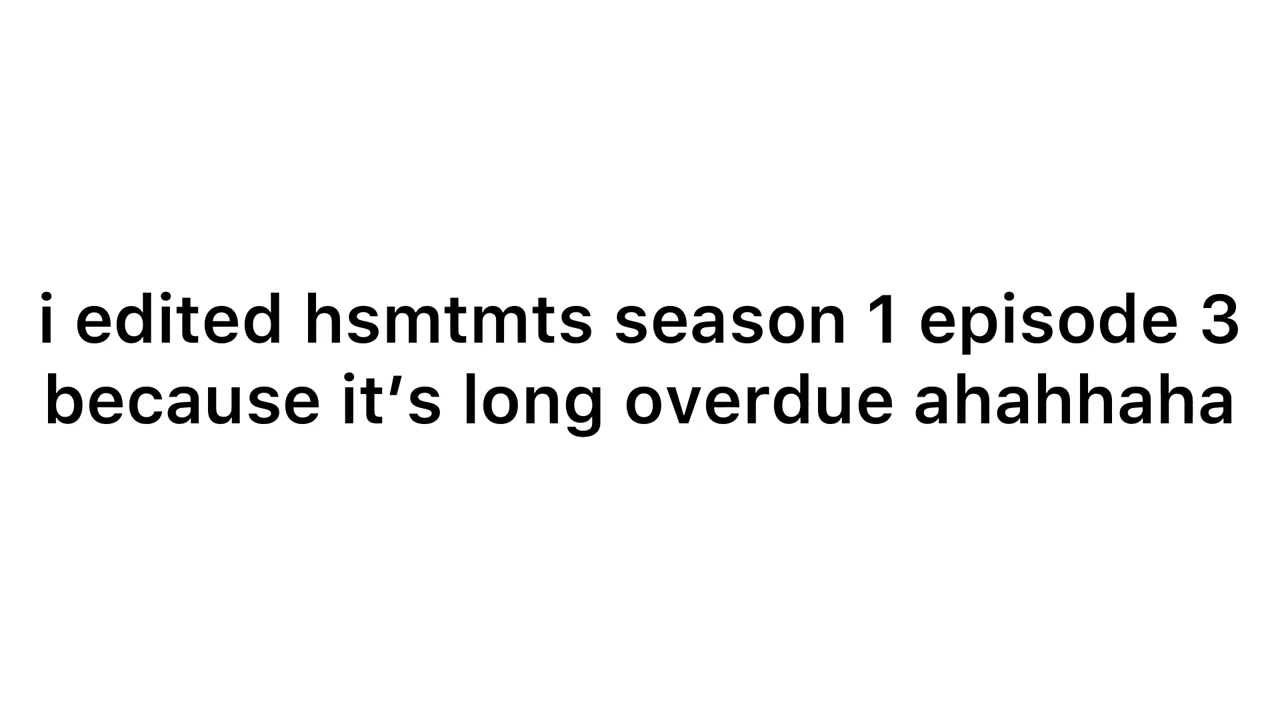 i edited hsmtmts season 1 episode 3
because it’s long overdue ahahhaha